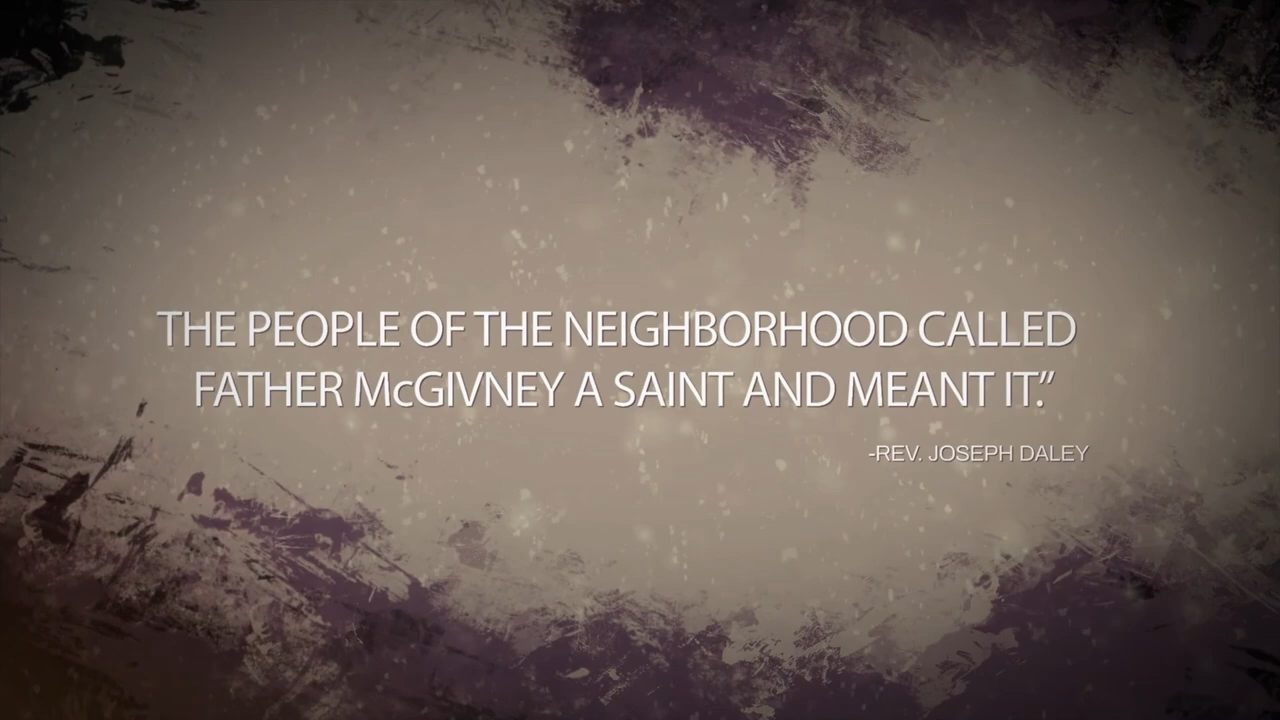 THE PEOPLE OF THE NEIGHBORHOOD CALLED
FATHER McGIVNEY A SAINT AND MEANT IT.”
-REV. JOSEPH DALEY